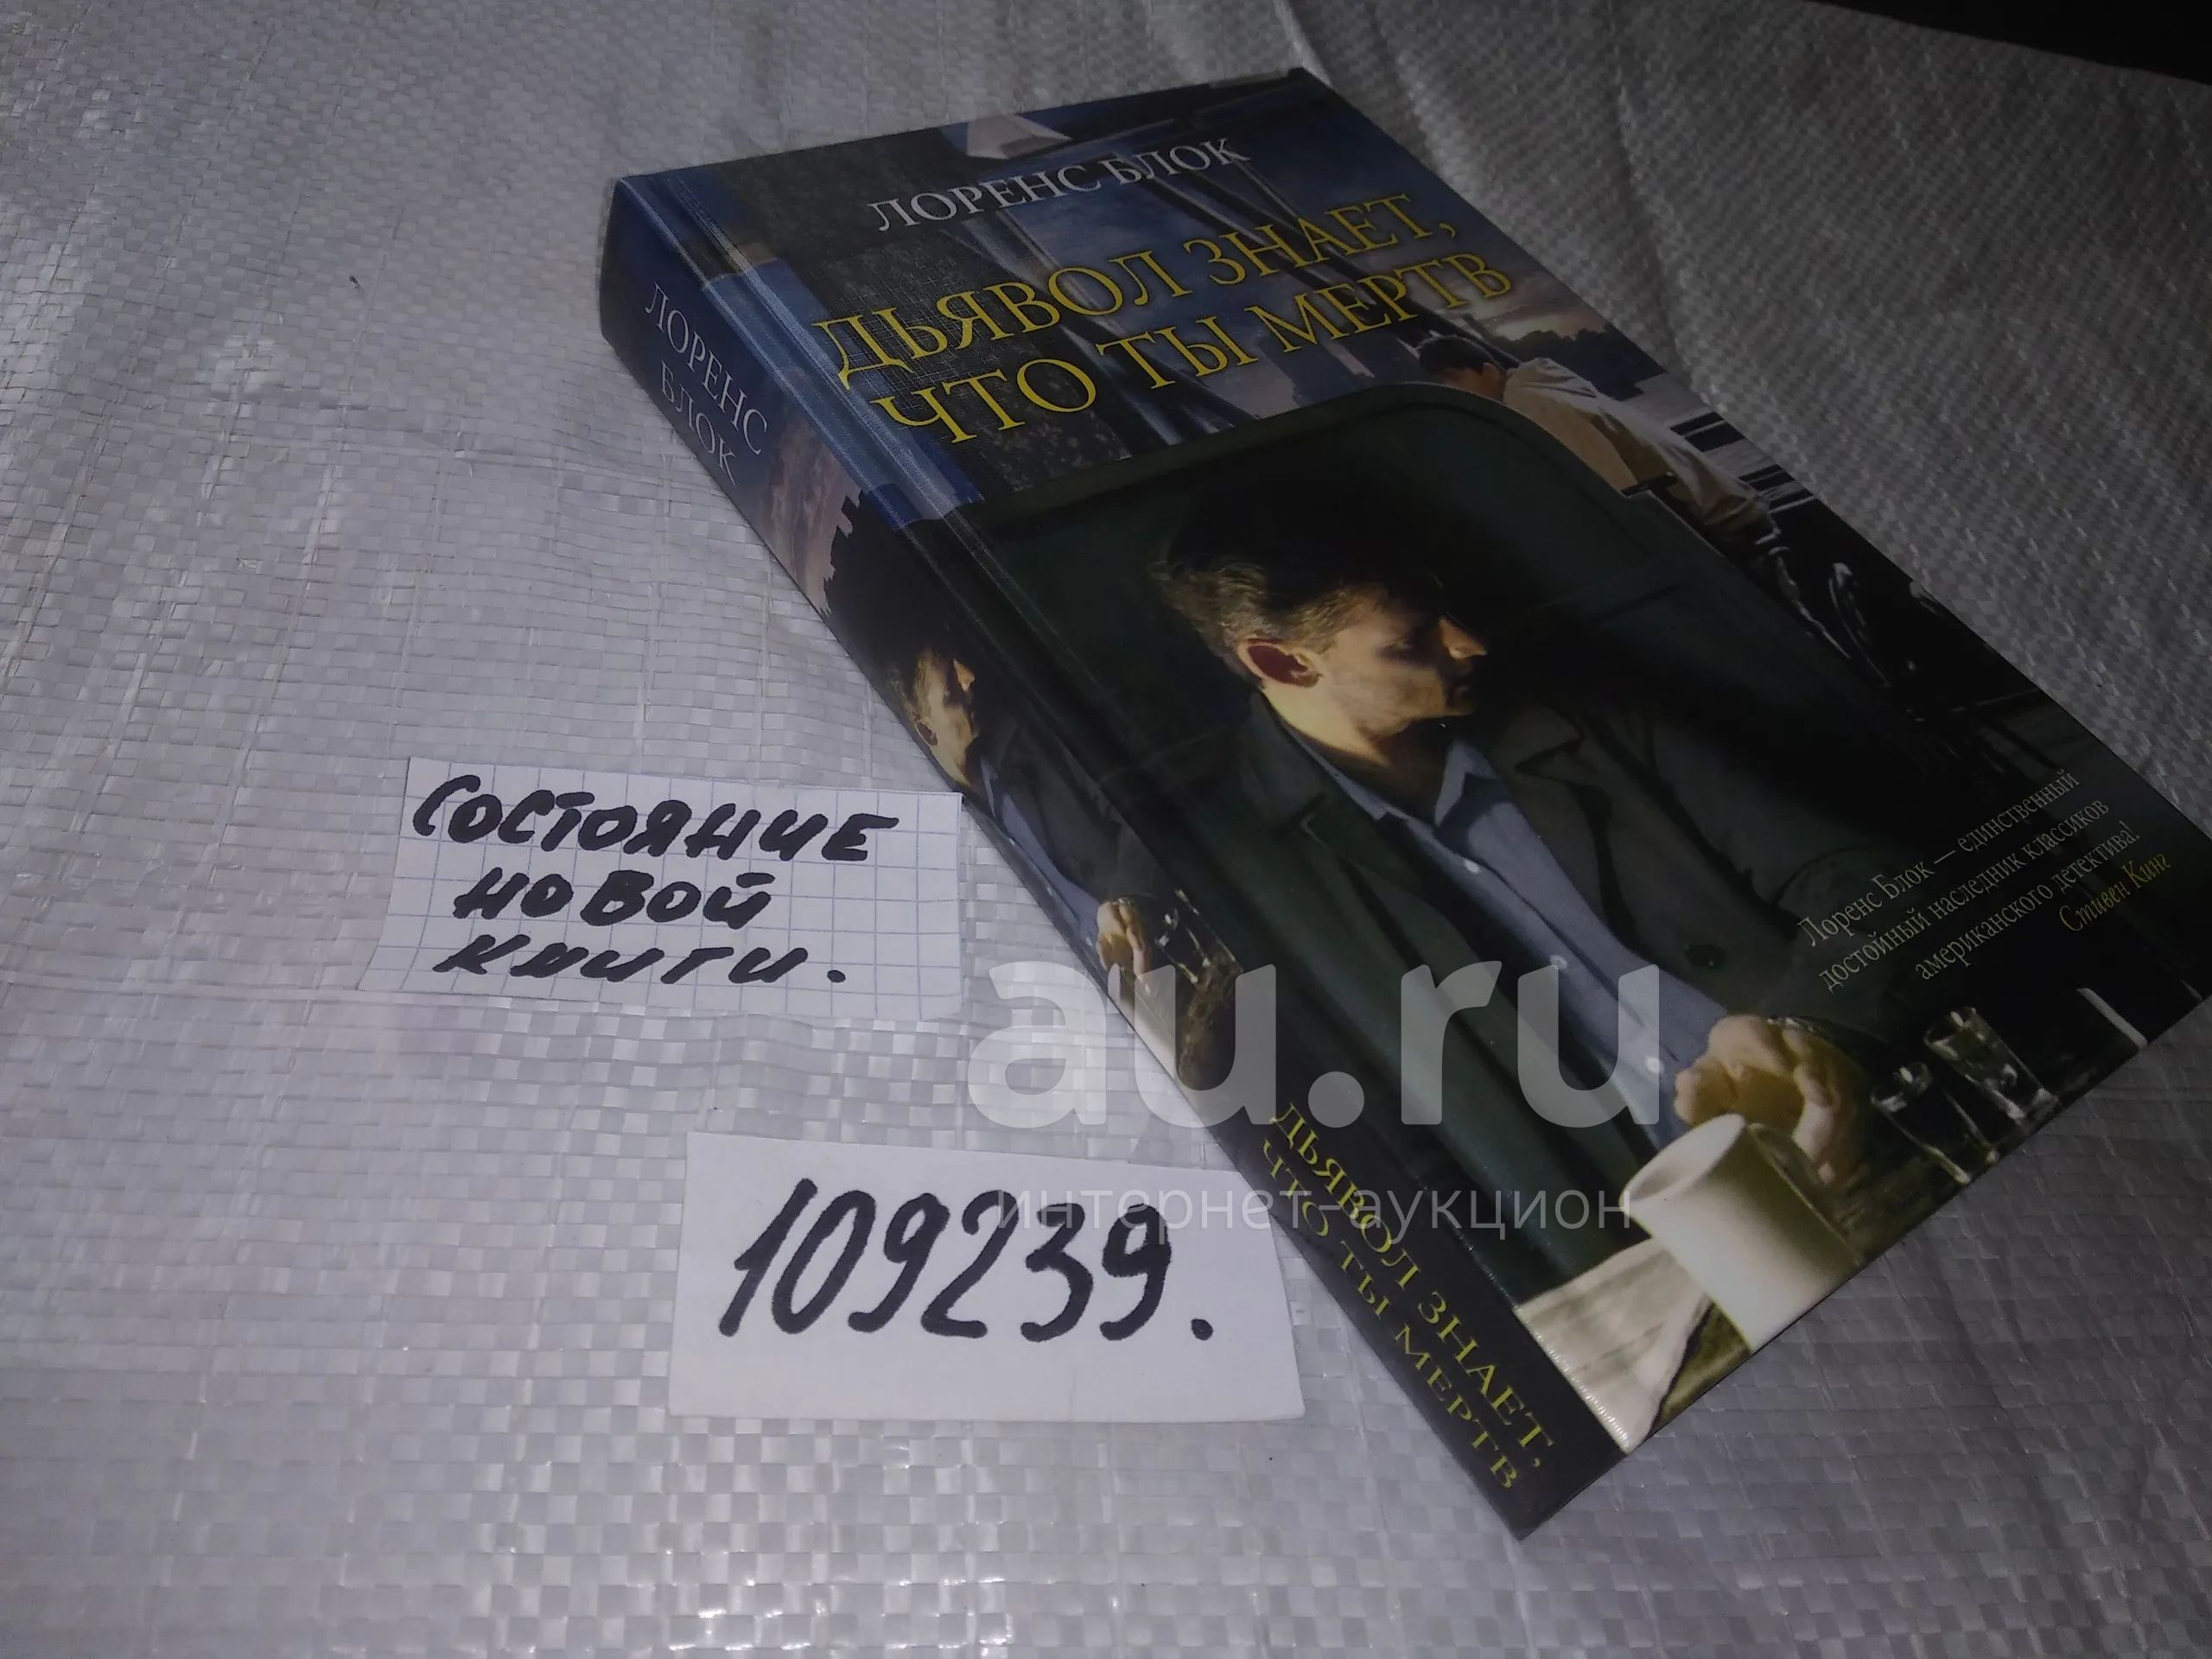 ЛОРЕНС БЛОК
ДЬЯВОЛ ЗНАЕТ,
ЧТО ТЫ МЕРТВ
ЛОРЕНС
БЛОК
Лоренс Блок — единственный
достойный наследник классиков
американского детектива!
Стивен Кинг
СОСТОЯНИЕ
НОВОЙ
КНИГИ.
au.ru
интернет-аукцион
ДЬЯВОЛ ЗНАЕТ,
ЧТО ТЫ МЕРТВ
109239.